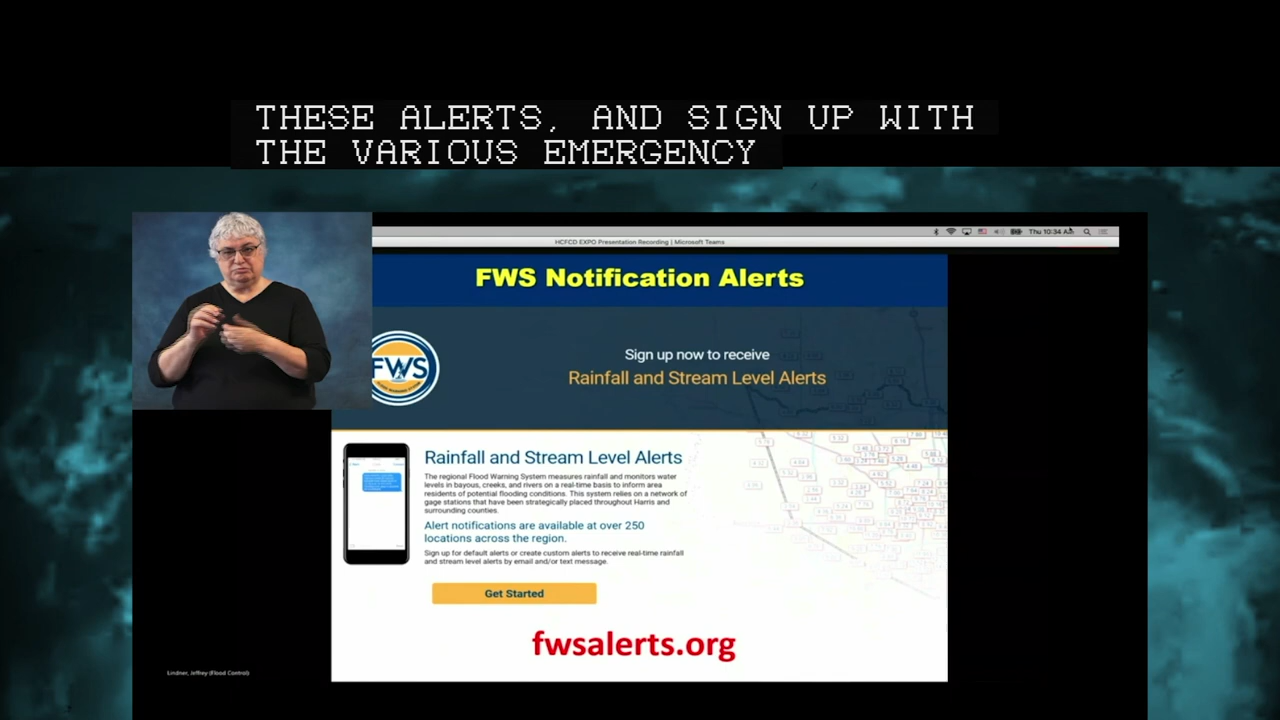 THESE ALERTS, AND SIGN UP WITH
THE VARIOUS EMERGENCY
Thu 10:34 AM
HCFCD EXPO Presentation Recording | Microsoft Teams
FWS Notification Alerts
FWS
Sign up now to receive
Rainfall and Stream Level Alerts
Rainfall and Stream Level Alerts
The regional Flood Warning System measures rainfall and monitors water
levels in bayous, creeks, and rivers on a real-time basis to inform area
residents of potential flooding conditions. This system relies on a network of
gage stations that have been strategically placed throughout Harris and
surrounding counties.
Alert notifications are available at over 250
locations across the region.
Sign up for default alerts or create custom alerts to receive real-time rainfall
and stream level alerts by email and/or text message.
Get Started
fwsalerts.org
Lindner, Jeffrey (Flood Control)